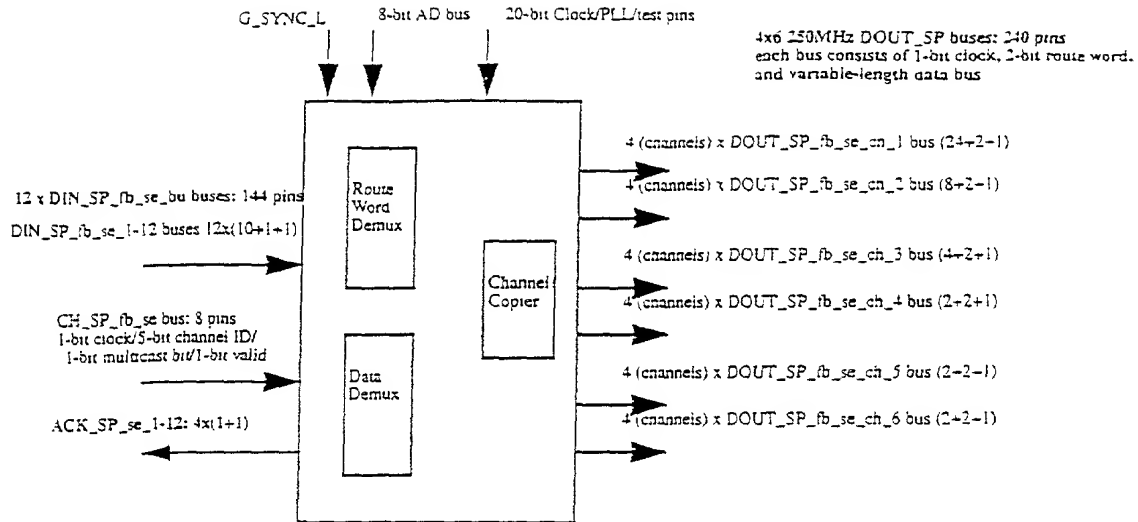 G_SYNC_L
8-bit AD bus
20-bit Clock/PLL/test pins
4x6 250MHz DOUT_SP buses: 240 pins
each bus consists of 1-bit clock, 2-bit route word,
and variable-length data bus
12 x DIN_SP_fb_se_bu buses: 144 pins
DIN_SP_fb_se_1-12 buses 12x(10+1+1)
CH_SP_fb_se bus: 8 pins
1-bit clock/5-bit channel ID/
1-bit multicast bit/1-bit valid
ACK_SP_se_1-12: 4x(1+1)
Route
Word
Demux
Data
Demux
Channel
Copier
4 (channels) x DOUT_SP_fb_se_ch_1 bus (24+2+1)
4 (channels) x DOUT_SP_fb_se_ch_2 bus (8+2+1)
4 (channels) x DOUT_SP_fb_se_ch_3 bus (4+2+1)
4 (channels) x DOUT_SP_fb_se_ch_4 bus (2+2+1)
4 (channels) x DOUT_SP_fb_se_ch_5 bus (2+2+1)
4 (channels) x DOUT_SP_fb_se_ch_6 bus (2+2+1)